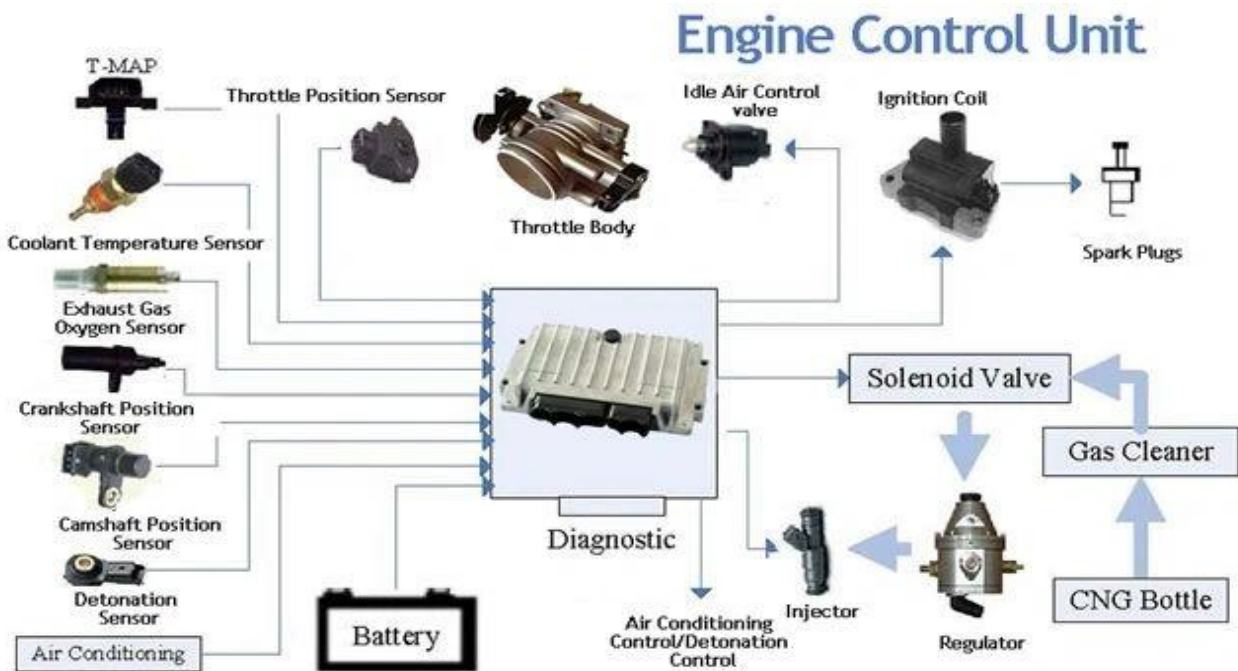 Engine Control Unit
T-MAP
Throttle Position Sensor
Idle Air Control
valve
Ignition Coil
Throttle Body
Spark Plugs
Coolant Temperature Sensor
Exhaust Gas
Oxygen Sensor
Crankshaft Position
Sensor
Camshaft Position
Sensor
Detonation
Sensor
Air Conditioning
Battery
Diagnostic
Air Conditioning
Control/Detonation
Control
Injector
Regulator
Solenoid Valve
Gas Cleaner
CNG Bottle